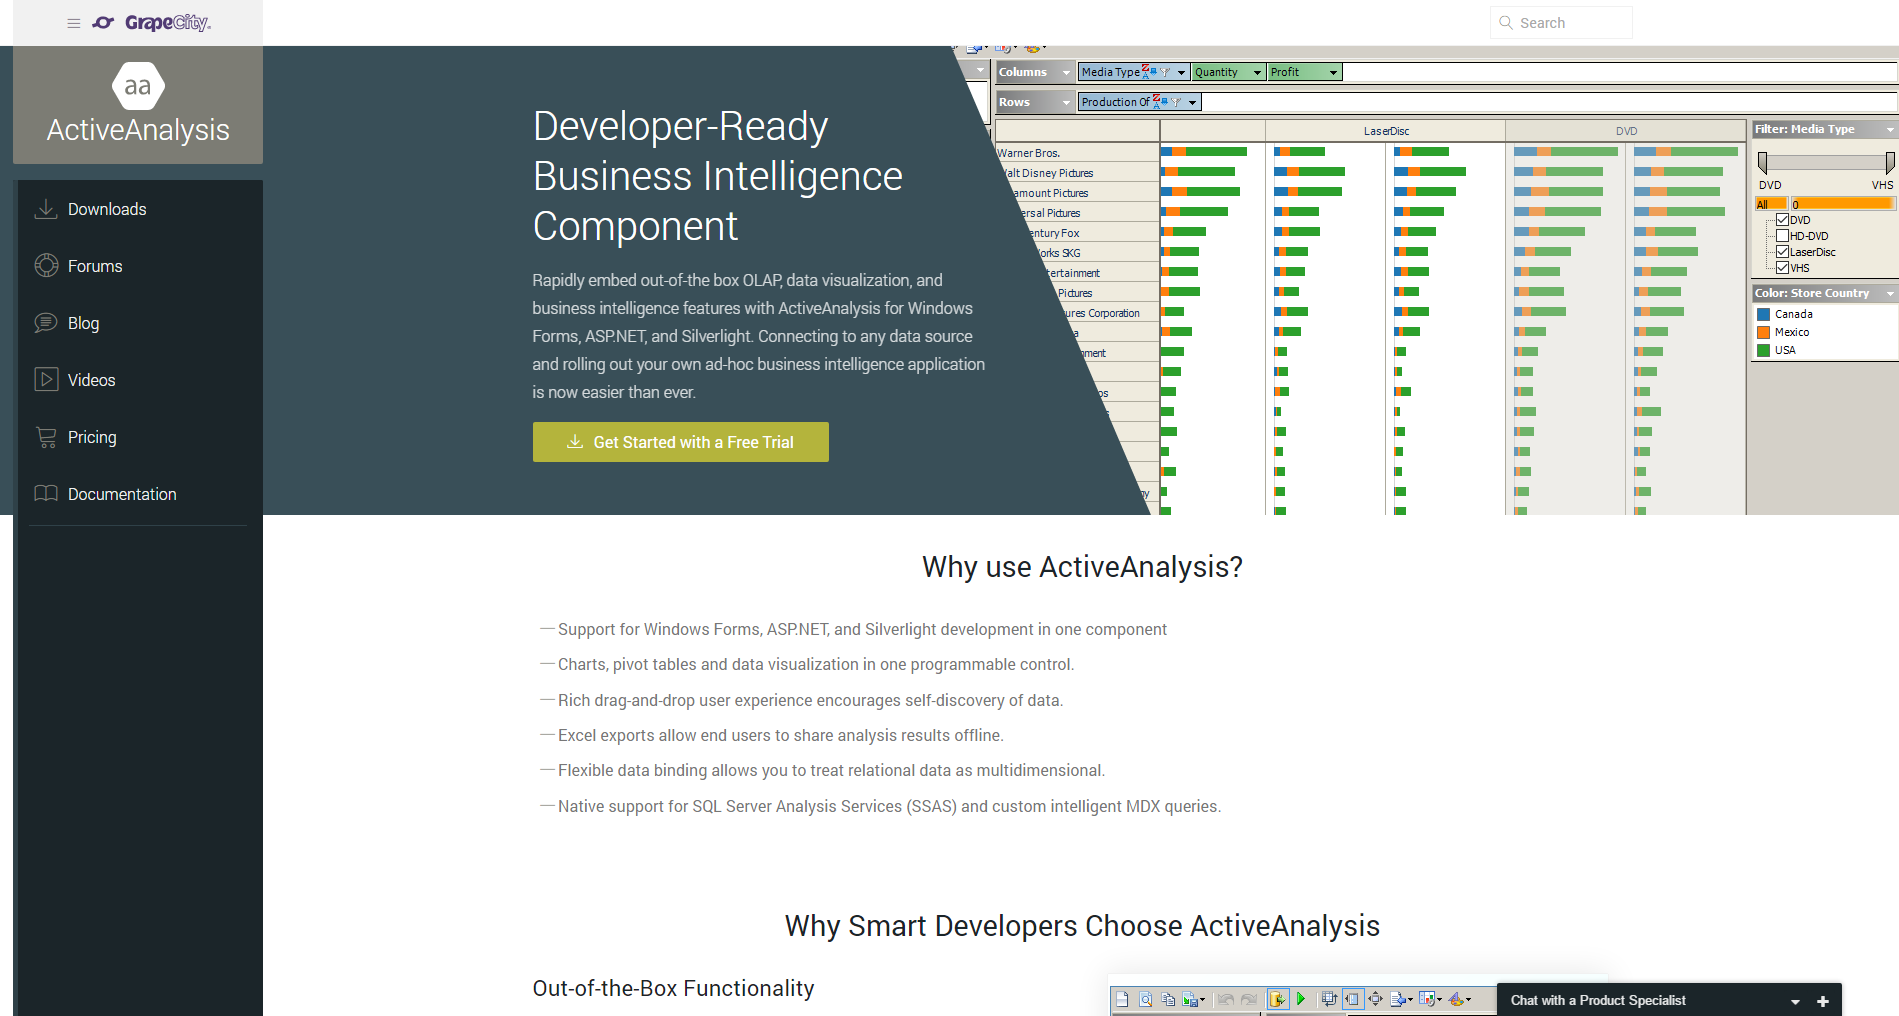 GrapeCity
Search
aa
ActiveAnalysis
Downloads
Forums
Blog
Videos
Pricing
Documentation
Developer-Ready
Business Intelligence
Component
Rapidly embed out-of-the box OLAP, data visualization, and
business intelligence features with ActiveAnalysis for Windows
Forms, ASP.NET, and Silverlight. Connecting to any data source
and rolling out your own ad-hoc business intelligence application
is now easier than ever.
Get Started with a Free Trial
Columns Media Type Quantity Profit
Rows Production Of
LaserDisc DVD
Warner Bros.
alt Disney Pictures
amount Pictures
ersal Pictures
entury Fox
Works SKG
tertainment
Pictures
ures Corporation
a
nment
os
s
ny
Filter: Media Type
DVD VHS
All 0
DVD
HD-DVD
LaserDisc
VHS
Color: Store Country
Canada
Mexico
USA
Why use ActiveAnalysis?
— Support for Windows Forms, ASP.NET, and Silverlight development in one component
— Charts, pivot tables and data visualization in one programmable control.
— Rich drag-and-drop user experience encourages self-discovery of data.
— Excel exports allow end users to share analysis results offline.
— Flexible data binding allows you to treat relational data as multidimensional.
— Native support for SQL Server Analysis Services (SSAS) and custom intelligent MDX queries.
Why Smart Developers Choose ActiveAnalysis
Out-of-the-Box Functionality
Chat with a Product Specialist